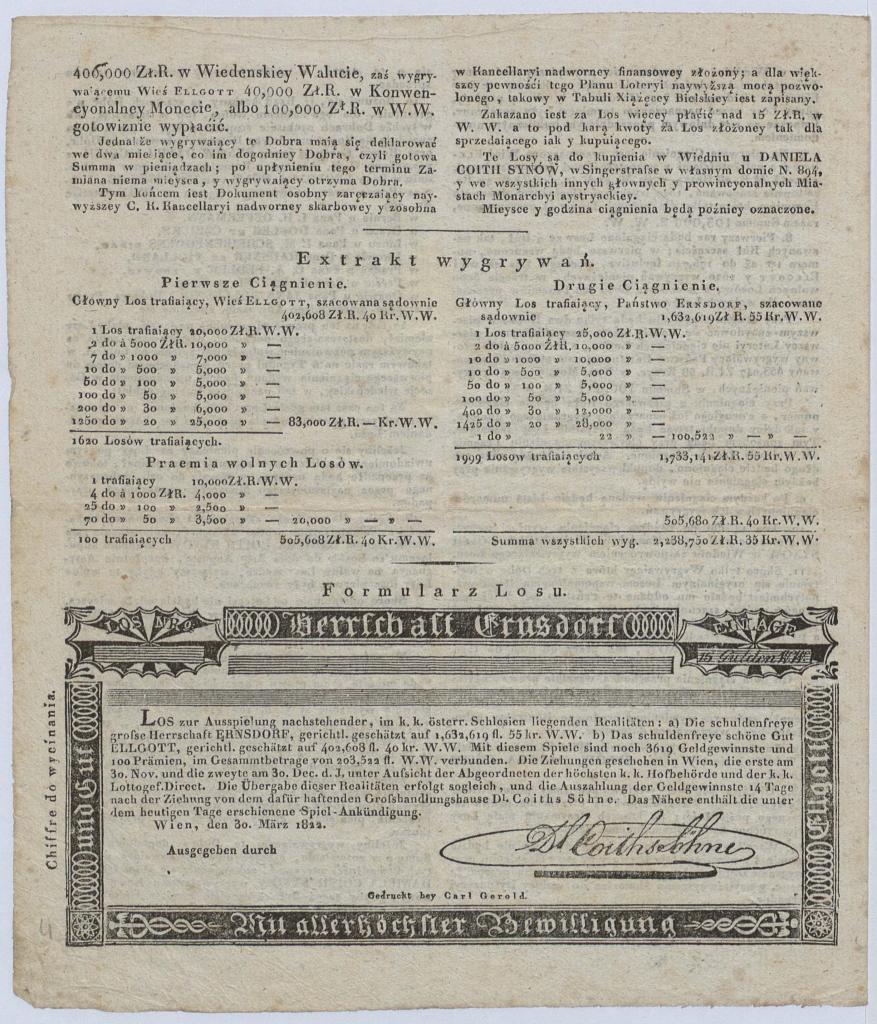 400,000 Zł.R. w Wiedenskiey Walucie, zaś wygry-
waiącemu Wieś ELLGOTT 40,000 Zł.R. w Konwen-
cyonalney Monecie, albo 100,000 Zł.R. w W.W.
gotowiznie wypłacić.
Jednakże wygrywaiący te Dobra maią się deklarować
we dwa miesiące, co im dogodniey Dobra, czyli gotowa
Summa w pieniądzach; po upłynieniu tego terminu Za-
miana niema mieysca, y wygrywaiący otrzyma Dobra.
Tym końcem iest Dokument osobny zaręzaiący nay-
wyższey C. K. Kancellaryi nadworney skarbowey y zosobna
w Kancellaryi nadworney finansowey złożony; a dla więk-
szey pewności tego Planu Loteryi naywyższą mocą pozwo-
lonego, takowy w Tabuli Xiążęcey Bielskiey iest zapisany.
Zakazano iest za Los więcey płacić nad 15 Zł.R. w
W. W. a to pod karą kwoty za Los złożoney tak dla
sprzedaiącego iak y kupuiącego.
Te Losy są do kupienia w Wiedniu u DANIELA
COITH SYNÓW, w Singerstrafse w własnym domie N. 894,
y we wszystkich innych głownych y prowincyonalnych Mia-
stach Monarchyi aystryackiey.
Mieysce y godzina ciągnienia będą pozniey oznaczone.
Extrakt wygrywań.
Pierwsze Ciągnienie.
Główny Los trafiaiący, Wieś ELLGOTT, szacowana sądownie
402,608 Zł.R. 40 Kr.W.W.
1 Los trafiaiący 20,000 Zł.R.W.W.
2 do à 5000 Zł.R. 10,000 » —
7 do » 1000 » 7,000 » —
10 do » 500 » 5,000 » —
50 do » 100 » 5,000 » —
100 do » 50 » 5,000 » —
200 do » 30 » 6,000 » —
1250 do » 20 » 25,000 » — 83,000 Zł.R. — Kr.W.W.
1620 Losów trafiaiących.
Praemia wolnych Losów.
1 trafiaiący 10,000 Zł.R.W.W.
4 do à 1000 Zł.R. 4,000 » —
25 do » 100 » 2,500 » —
70 do » 50 » 3,500 » — 20,000 » — » —
100 trafiaiących 505,608 Zł.R. 40 Kr.W.W.
Drugie Ciągnienie.
Główny Los trafiaiący, Państwo ERNSDORF, szacowane
sądownie 1,632,619 Zł R. 55 Kr.W.W.
1 Los trafiaiący 25,000 Zł.R.W.W.
2 do à 5000 Zł.R. 10,000 » —
10 do » 1000 » 10,000 » —
10 do » 500 » 5,000 » —
50 do » 100 » 5,000 » —
100 do » 50 » 5,000 » —
400 do » 30 » 12,000 » —
1425 do » 20 » 28,000 » —
1 do » 22 » — 100,522 » — » —
1999 Losow trafiaiących 1,733,141 Zł.R. 55 Kr.W.W.
505,680 Zł.R. 40 Kr.W.W.
Summa wszystkich wyg. 2,238,750 Zł.R. 35 Kr.W.W.
Formularz Losu.
LOS NRO.
Herrschaft Ernsdorf
EINLAGE
15 Gulden W.W.
Chiffre do wycinania.
und Gut
Ellgott
LOS zur Ausspielung nachstehender, im k. k. österr. Schlesien liegenden Realitäten: a) Die schuldenfreye
grofse Herrschaft ERNSDORF, gerichtl. geschätzt auf 1,632,619 fl. 55 kr. W.W. b) Das schuldenfreye schöne Gut
ELLGOTT, gerichtl. geschätzt auf 402,608 fl. 40 kr. W.W. Mit diesem Spiele sind noch 3619 Geldgewinnste und
100 Prämien, im Gesammtbetrage von 203,522 fl. W.W. verbunden. Die Ziehungen geschehen in Wien, die erste am
30. Nov. und die zweyte am 30. Dec. d. J. unter Aufsicht der Abgeordneten der höchsten k. k. Hofbehörde und der k. k.
Lottogef.Direct. Die Übergabe dieser Realitäten erfolgt sogleich, und die Auszahlung der Geldgewinnste 14 Tage
nach der Ziehung von dem dafür haftenden Grofshandlungshause Dl. Coiths Söhne. Das Nähere enthält die unter
dem heutigen Tage erschienene Spiel-Ankündigung.
Wien, den 30. März 1822.
Ausgegeben durch
Dl Coiths Söhne
Gedruckt bey Carl Gerold.
Mit allerhöchster Bewilligung